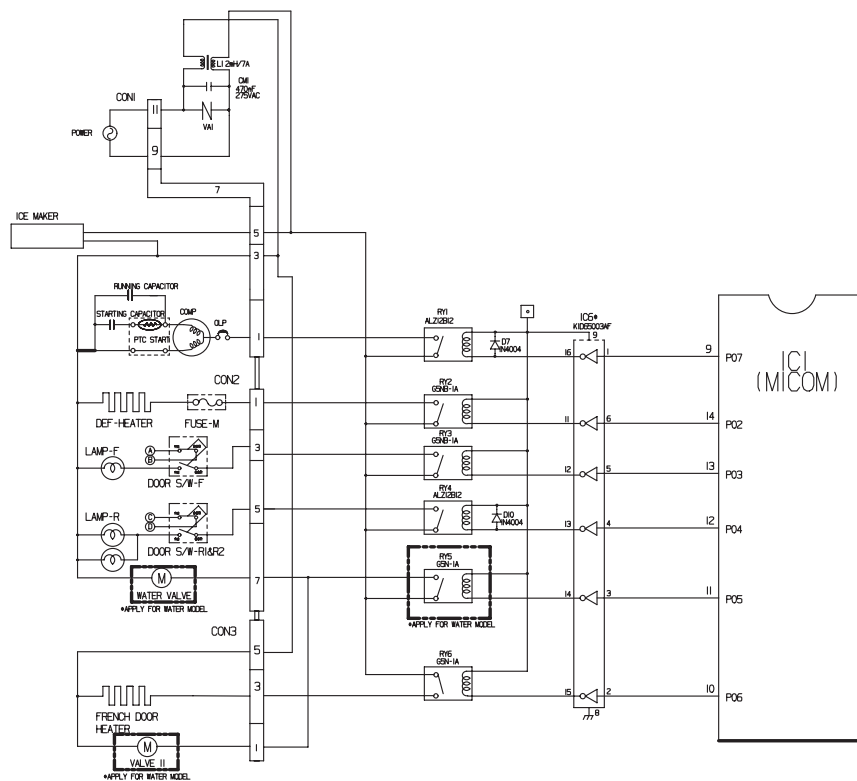 L1 2mH/7A
CM1
470nF
275VAC
CON1
11
VA1
POWER
9
7
ICE MAKER
5
3
RUNNING CAPACITOR
STARTING CAPACITOR
COMP
OLP
PTC START
1
RY1
ALZ12B12
D7
1N4004
IC6*
KID65003AF
9
16
1
9
P07
IC1
(MICOM)
CON2
1
DEF-HEATER
FUSE-M
RY2
G5NB-1A
11
6
14
P02
LAMP-F
A
B
DOOR S/W-F
3
RY3
G5NB-1A
12
5
13
P03
LAMP-R
C
D
DOOR S/W-R1&R2
5
RY4
ALZ12B12
D10
1N4004
13
4
12
P04
M
WATER VALVE
*APPLY FOR WATER MODEL
7
RY5
G5N-1A
*APPLY FOR WATER MODEL
14
3
11
P05
CON3
5
3
FRENCH DOOR
HEATER
RY6
G5N-1A
15
2
10
P06
8
M
VALVE II
*APPLY FOR WATER MODEL
1